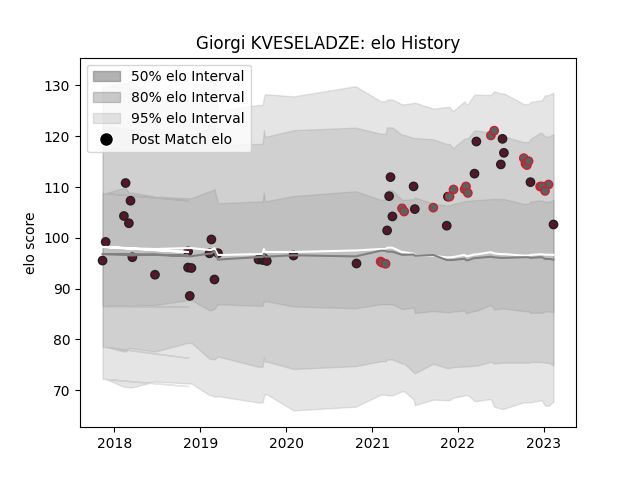 Giorgi KVESELADZE: elo History
50% elo Interval
80% elo Interval
95% elo Interval
Post Match elo
elo score
130
120
110
100
90
80
70
2018 2019 2020 2021 2022 2023